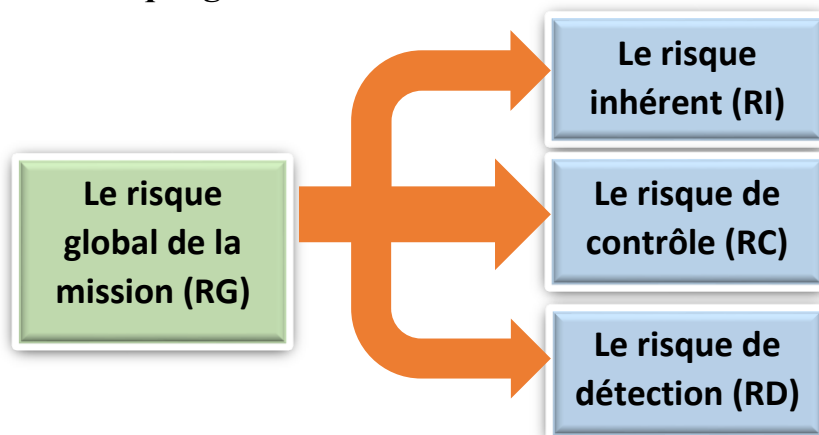 Le risque
global de la
mission (RG)
Le risque
inhérent (RI)
Le risque de
contrôle (RC)
Le risque de
détection (RD)